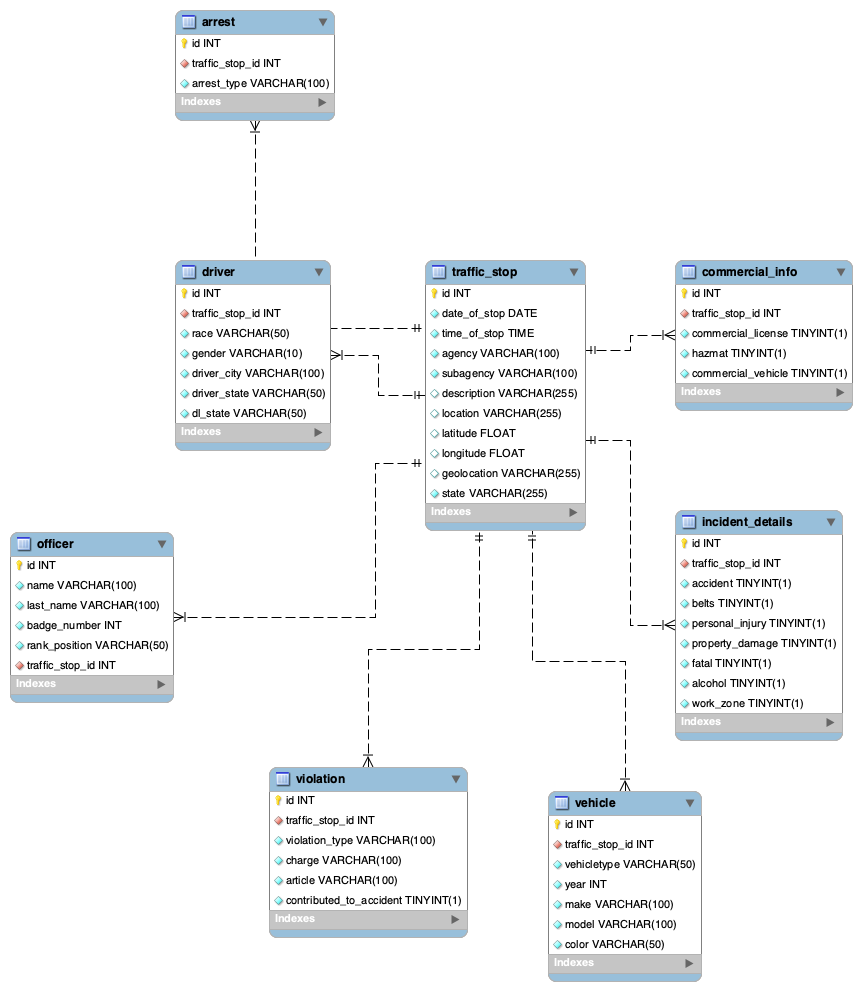 arrest
id INT
traffic_stop_id INT
arrest_type VARCHAR(100)
Indexes
driver
id INT
traffic_stop_id INT
race VARCHAR(50)
gender VARCHAR(10)
driver_city VARCHAR(100)
driver_state VARCHAR(50)
dl_state VARCHAR(50)
Indexes
traffic_stop
id INT
date_of_stop DATE
time_of_stop TIME
agency VARCHAR(100)
subagency VARCHAR(100)
description VARCHAR(255)
location VARCHAR(255)
latitude FLOAT
longitude FLOAT
geolocation VARCHAR(255)
state VARCHAR(255)
Indexes
commercial_info
id INT
traffic_stop_id INT
commercial_license TINYINT(1)
hazmat TINYINT(1)
commercial_vehicle TINYINT(1)
Indexes
officer
id INT
name VARCHAR(100)
last_name VARCHAR(100)
badge_number INT
rank_position VARCHAR(50)
traffic_stop_id INT
Indexes
incident_details
id INT
traffic_stop_id INT
accident TINYINT(1)
belts TINYINT(1)
personal_injury TINYINT(1)
property_damage TINYINT(1)
fatal TINYINT(1)
alcohol TINYINT(1)
work_zone TINYINT(1)
Indexes
violation
id INT
traffic_stop_id INT
violation_type VARCHAR(100)
charge VARCHAR(100)
article VARCHAR(100)
contributed_to_accident TINYINT(1)
Indexes
vehicle
id INT
traffic_stop_id INT
vehicletype VARCHAR(50)
year INT
make VARCHAR(100)
model VARCHAR(100)
color VARCHAR(50)
Indexes